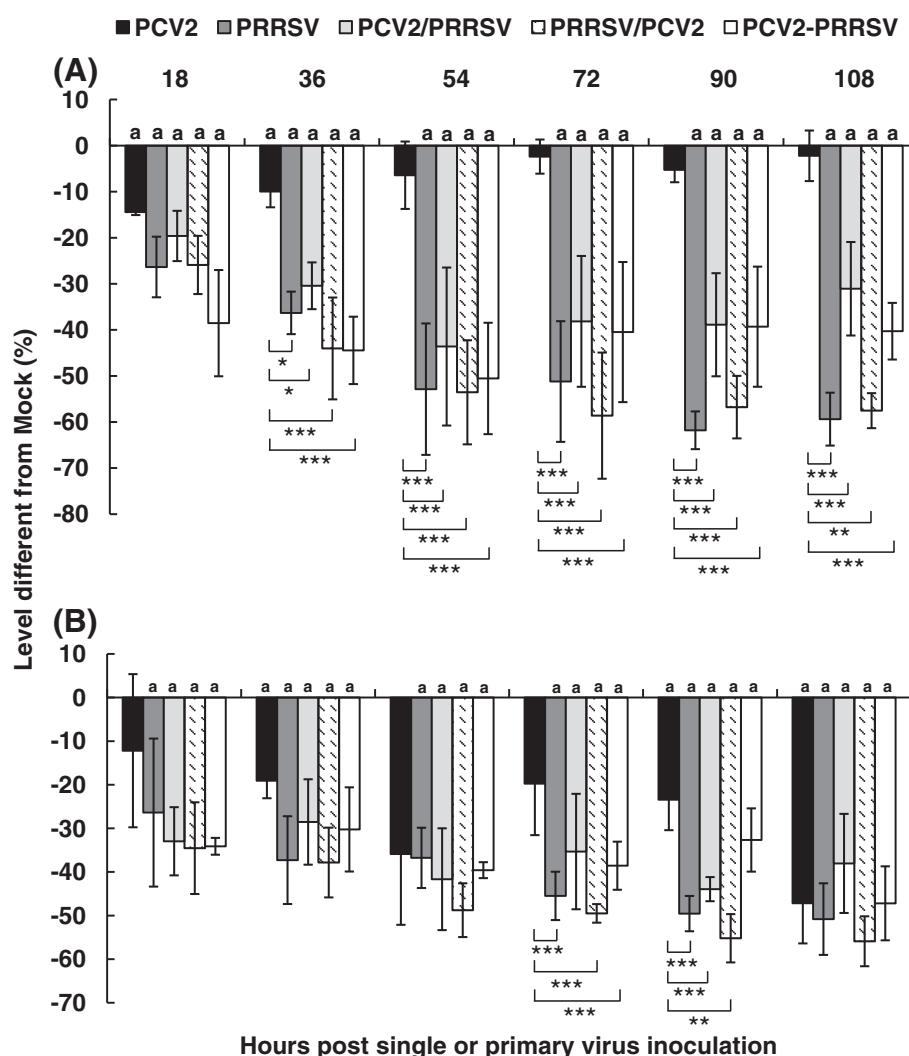 PCV2 PRRSV PCV2/PRRSV PRRSV/PCV2 PCV2-PRRSV
(A)
18 36 54 72 90 108
Level different from Mock (%)
10
a a a a a a a a a a a a a a a a a a a a a a a a a a
0
-10
-20
-30
-40
-50
-60
-70
-80
* * *** ***
*** *** *** ***
*** *** *** ***
*** *** *** ***
*** *** ** ***
(B)
10
a a a a a a a a a a a a a a a a a a a a a a a a a a a
0
-10
-20
-30
-40
-50
-60
-70
*** *** ***
*** *** **
Hours post single or primary virus inoculation